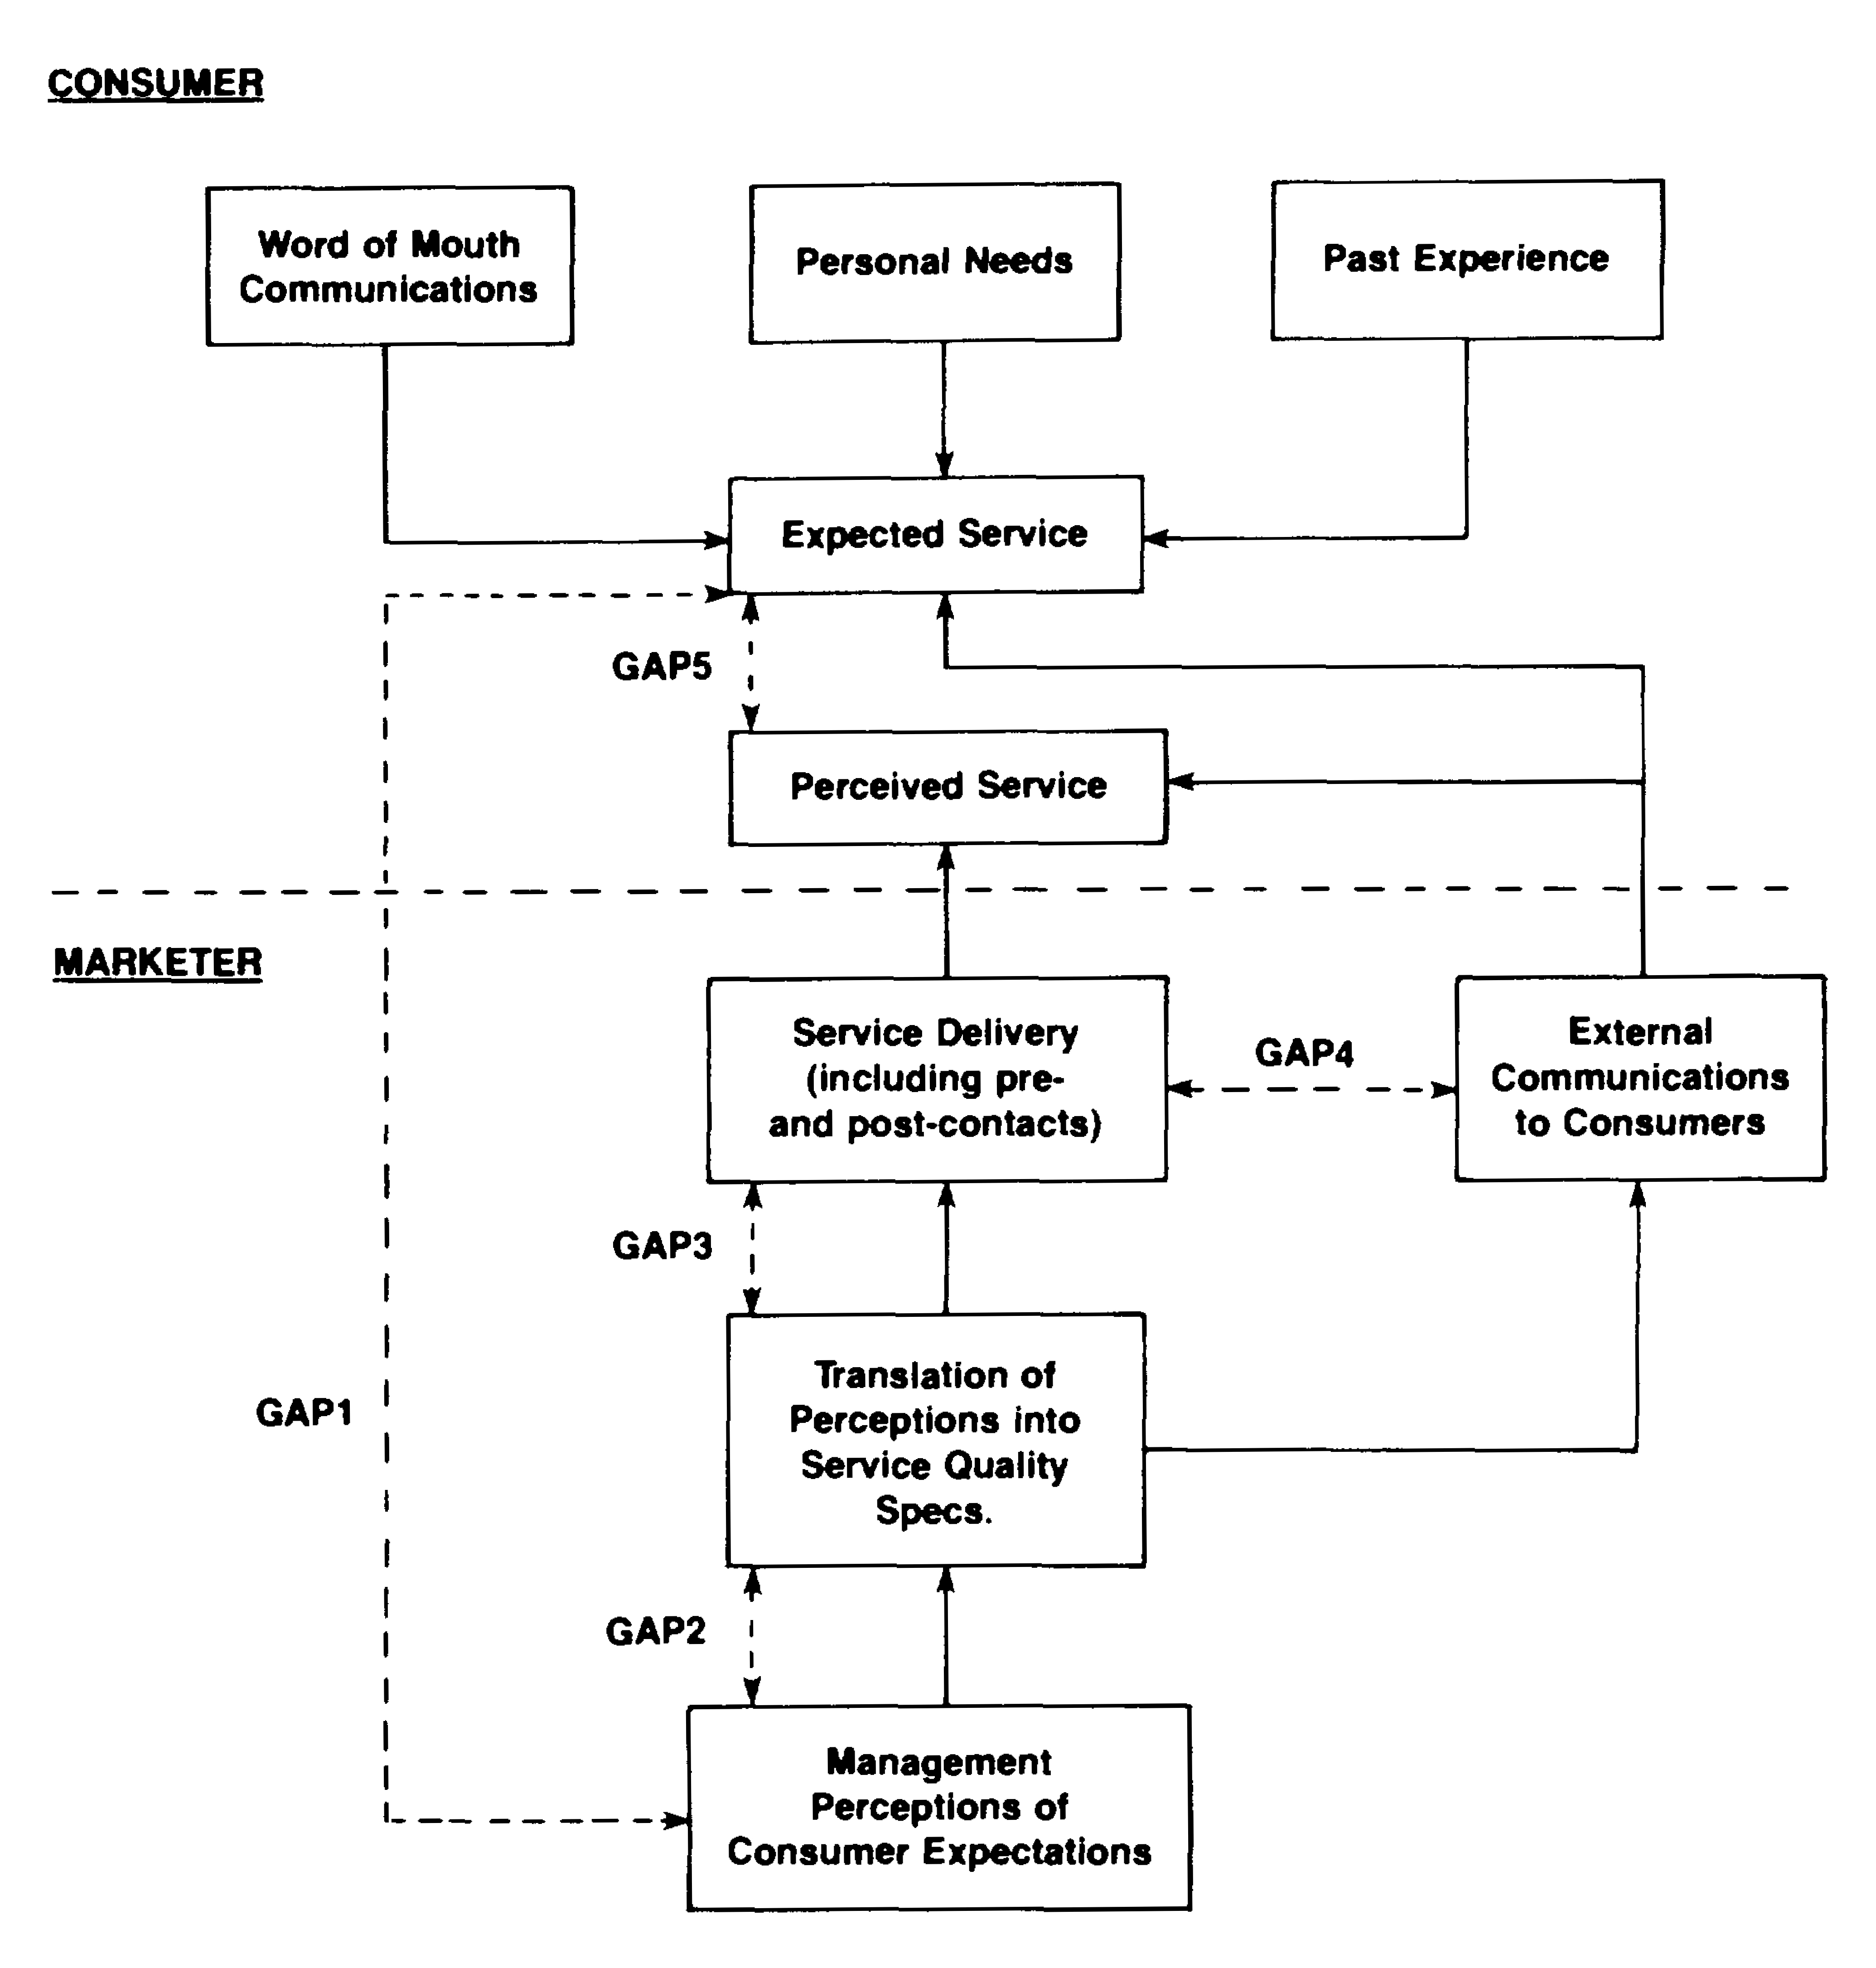 CONSUMER
Word of Mouth
Communications
Personal Needs
Past Experience
Expected Service
GAP5
Perceived Service
MARKETER
Service Delivery
(including pre-
and post-contacts)
GAP4
External
Communications
to Consumers
GAP3
Translation of
Perceptions into
Service Quality
Specs.
GAP1
GAP2
Management
Perceptions of
Consumer Expectations